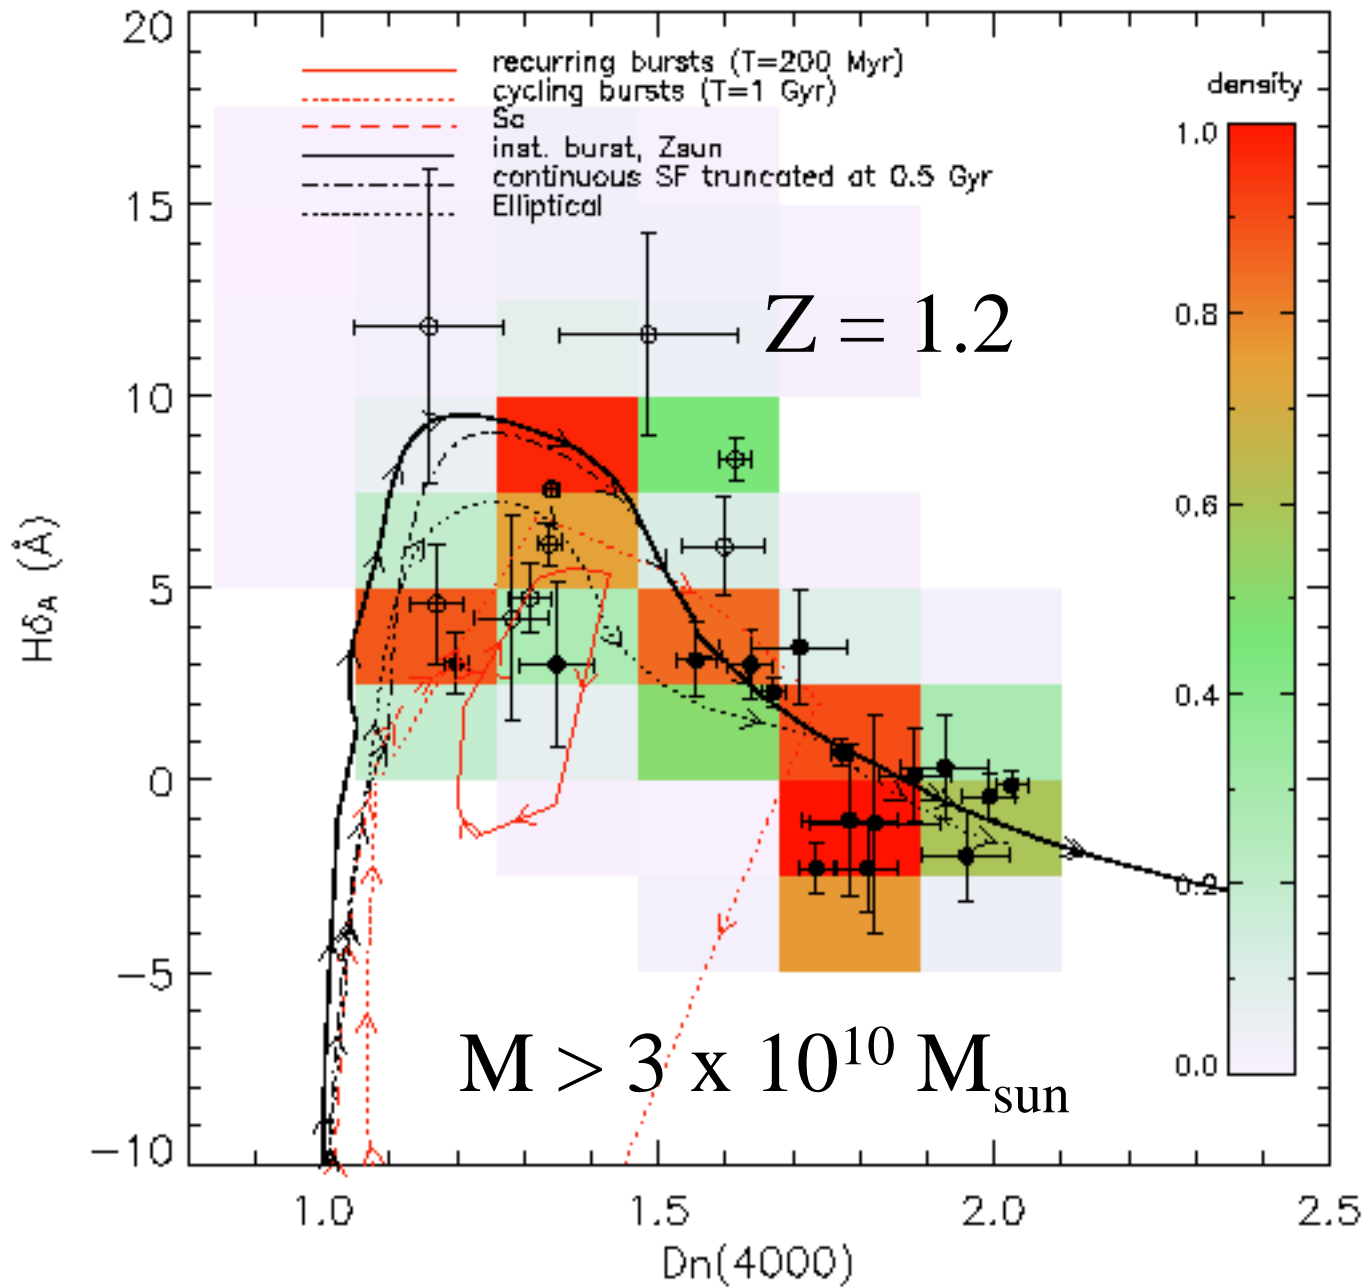 20
15
10
5
0
−5
−10
HδA (Å)
recurring bursts (T=200 Myr)
cycling bursts (T=1 Gyr)
Sc
inst. burst, Zsun
continuous SF truncated at 0.5 Gyr
Elliptical
density
1.0
0.8
0.6
0.4
0.2
0.0
Z = 1.2
M > 3 x 10¹⁰ Msun
1.0 1.5 2.0 2.5
Dn(4000)